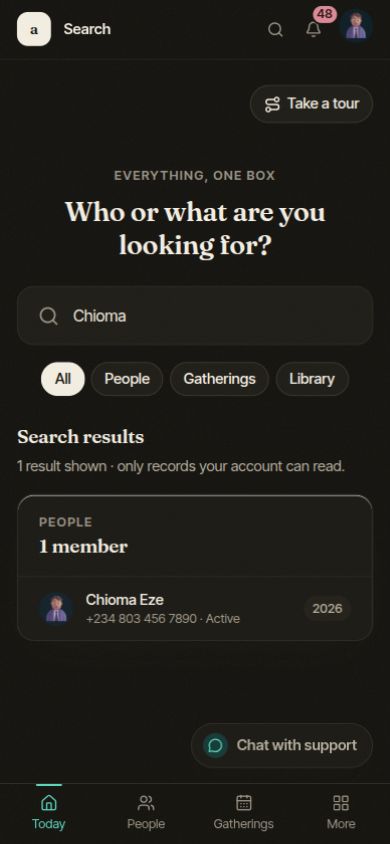 a
Search
48
Take a tour
EVERYTHING, ONE BOX
Who or what are you
looking for?
Chioma
All
People
Gatherings
Library
Search results
1 result shown · only records your account can read.
PEOPLE
1 member
Chioma Eze
+234 803 456 7890 · Active
2026
Chat with support
Today
People
Gatherings
More